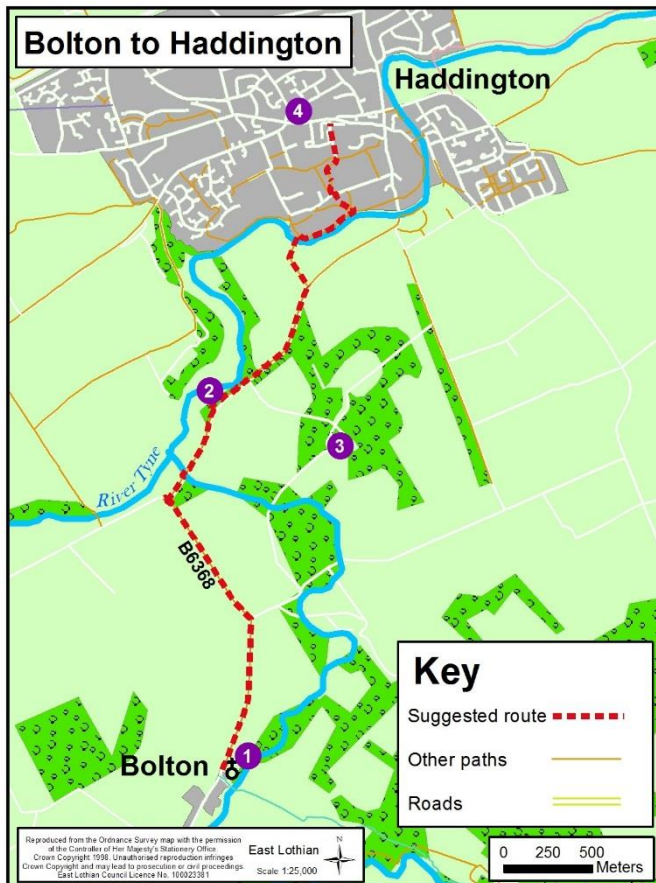 Bolton to Haddington
Haddington
4
2
3
River Tyne
B6368
1
Bolton
Key
Suggested route
Other paths
Roads
Reproduced from the Ordnance Survey map with the permission
of the Controller of Her Majesty's Stationery Office
Crown Copyright 1998. Unauthorised reproduction infringes
Crown Copyright and may lead to prosecution or civil proceedings
East Lothian Council Licence No. 100023381
East Lothian
Scale 1:25,000
N
0 250 500
Meters